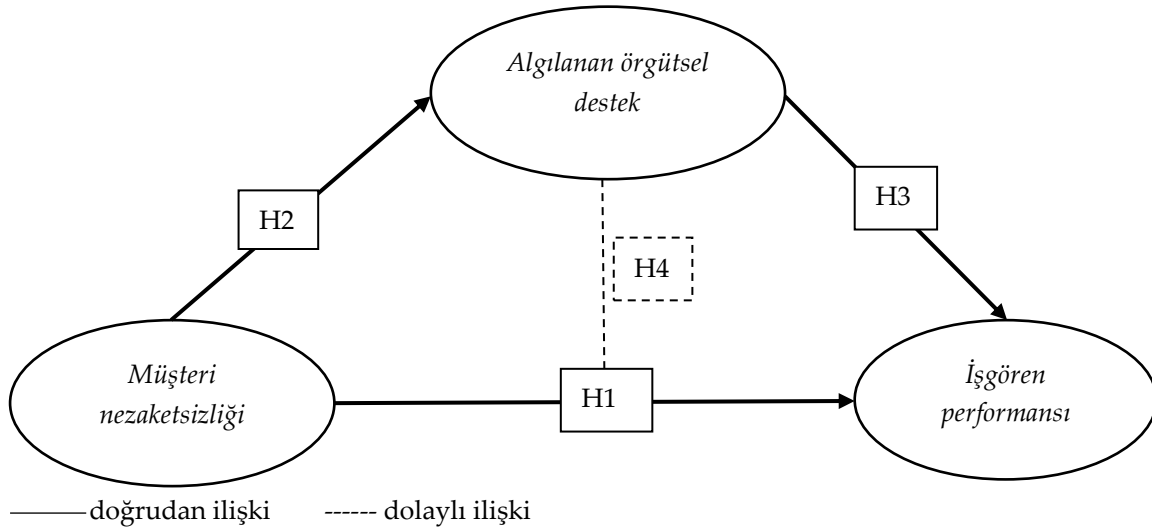 Algılanan örgütsel
destek
H2
H3
H4
Müşteri
nezaketsizliği
H1
İşgören
performansı
doğrudan ilişki
dolaylı ilişki